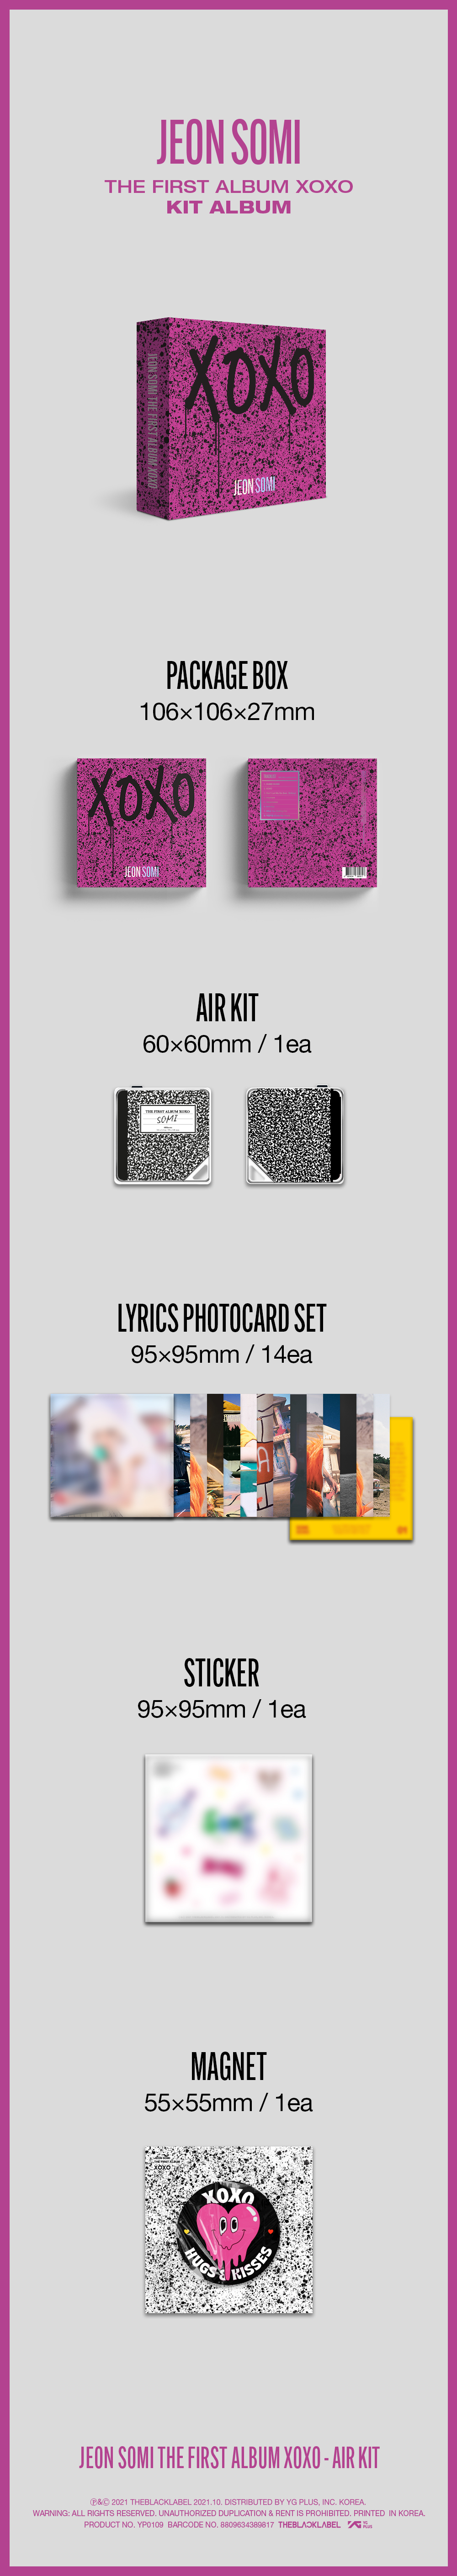 JEON SOMI
THE FIRST ALBUM XOXO
KIT ALBUM
JEON SOMI THE FIRST ALBUM XOXO
XOXO
JEON SOMI
PACKAGE BOX
106×106×27mm
XOXO
JEON SOMI
AIR KIT
60×60mm / 1ea
THE FIRST ALBUM XOXO
SOMI
LYRICS PHOTOCARD SET
95×95mm / 14ea
STICKER
95×95mm / 1ea
MAGNET
55×55mm / 1ea
THE FIRST ALBUM
XOXO
XOXO
HUGS & KISSES
JEON SOMI THE FIRST ALBUM XOXO - AIR KIT
Ⓟ&Ⓒ 2021 THEBLACKLABEL 2021.10. DISTRIBUTED BY YG PLUS, INC. KOREA.
WARNING: ALL RIGHTS RESERVED. UNAUTHORIZED DUPLICATION & RENT IS PROHIBITED. PRINTED IN KOREA.
PRODUCT NO. YP0109 BARCODE NO. 8809634389817 THEBLACKLABEL YG PLUS